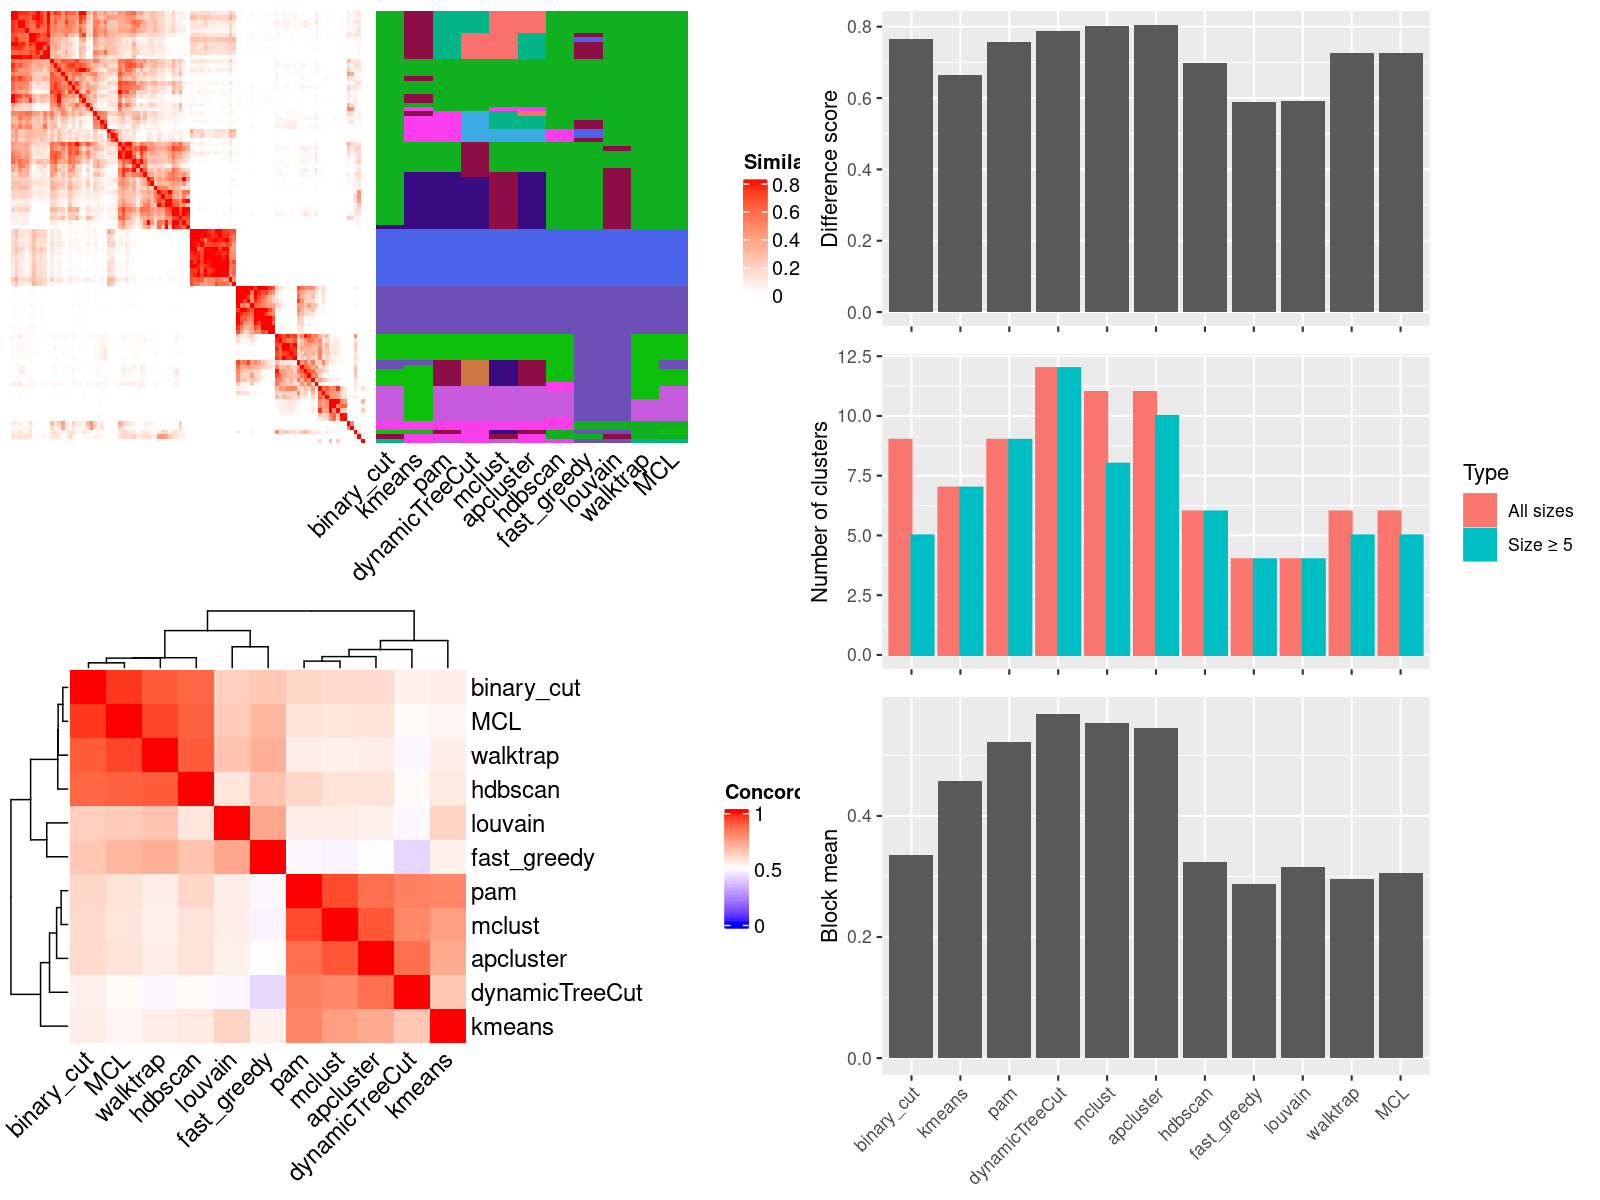 Simila
0.8
0.6
0.4
0.2
0
binary_cut
kmeans
pam
dynamicTreeCut
mclust
apcluster
hdbscan
fast_greedy
louvain
walktrap
MCL
binary_cut
MCL
walktrap
hdbscan
louvain
fast_greedy
pam
mclust
apcluster
dynamicTreeCut
kmeans
Concord
1
0.5
0
binary_cut
MCL
walktrap
hdbscan
louvain
fast_greedy
pam
mclust
apcluster
dynamicTreeCut
kmeans
Difference score
0.8
0.6
0.4
0.2
0.0
Number of clusters
12.5
10.0
7.5
5.0
2.5
0.0
Type
All sizes
Size ≥ 5
Block mean
0.4
0.2
0.0
binary_cut
kmeans
pam
dynamicTreeCut
mclust
apcluster
hdbscan
fast_greedy
louvain
walktrap
MCL